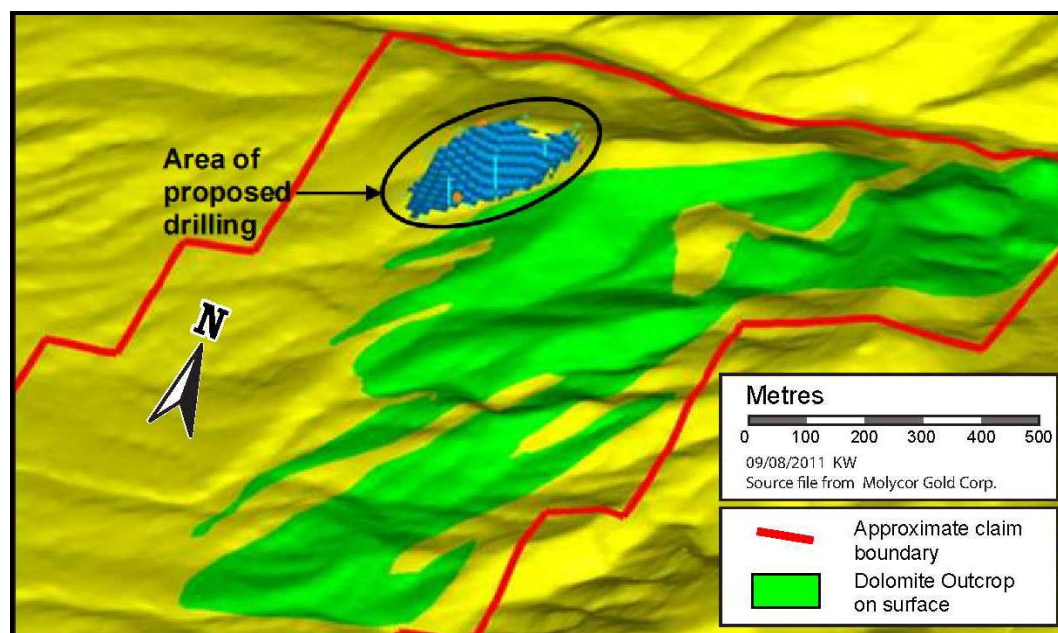 Area of
proposed
drilling
N
Metres
0 100 200 300 400 500
09/08/2011 KW
Source file from Molycor Gold Corp.
Approximate claim
boundary
Dolomite Outcrop
on surface